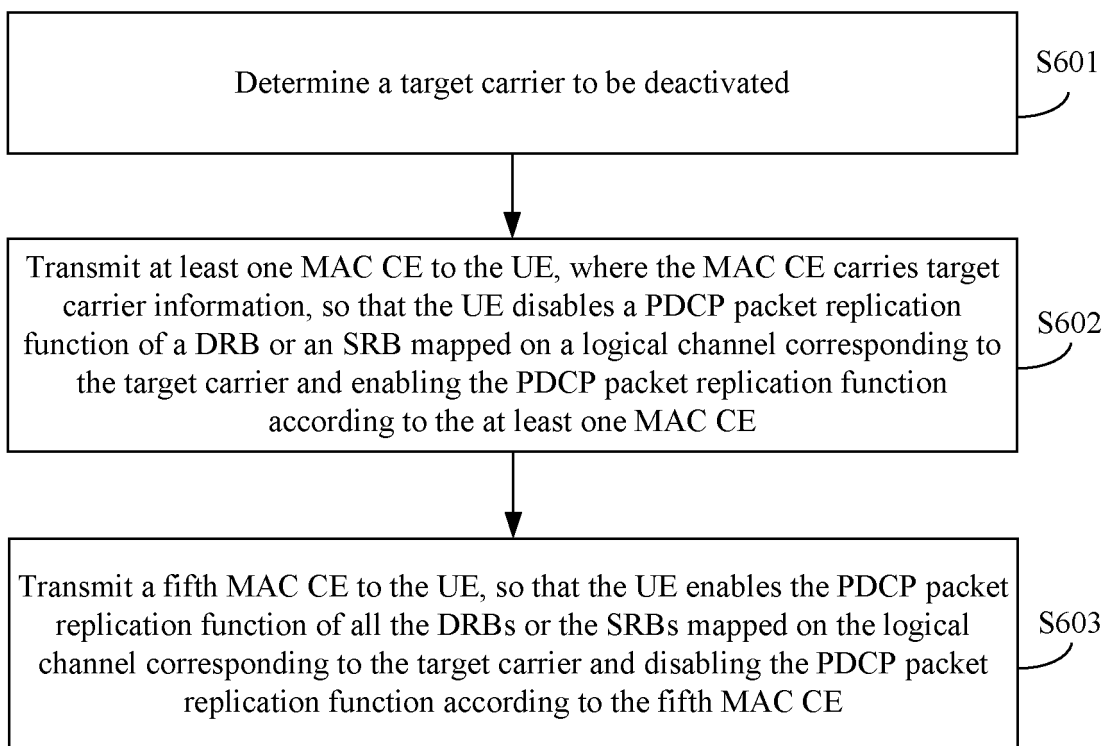 Determine a target carrier to be deactivated
S601
Transmit at least one MAC CE to the UE, where the MAC CE carries target
carrier information, so that the UE disables a PDCP packet replication
function of a DRB or an SRB mapped on a logical channel corresponding to
the target carrier and enabling the PDCP packet replication function
according to the at least one MAC CE
S602
Transmit a fifth MAC CE to the UE, so that the UE enables the PDCP packet
replication function of all the DRBs or the SRBs mapped on the logical
channel corresponding to the target carrier and disabling the PDCP packet
replication function according to the fifth MAC CE
S603